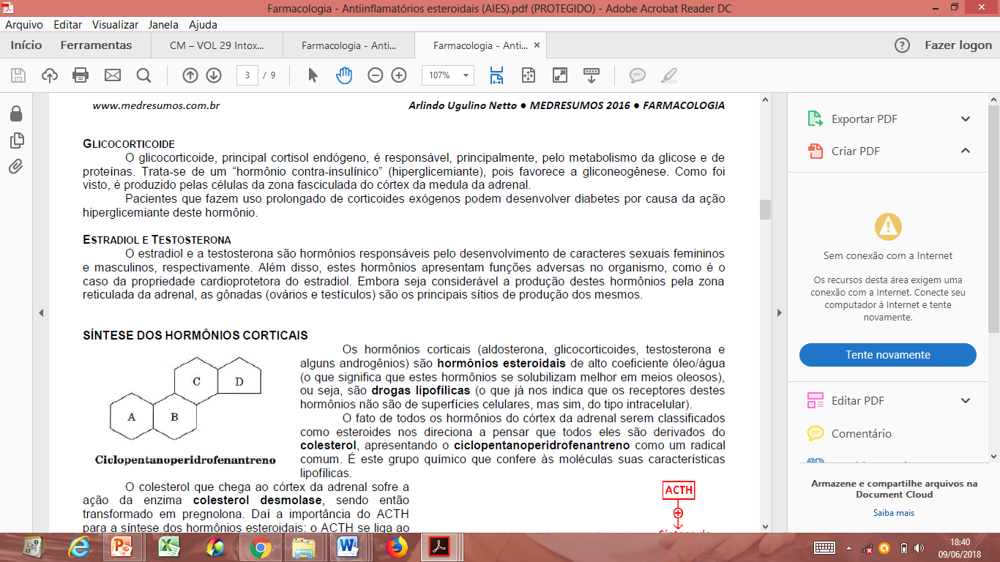 Farmacologia - Antiinflamatórios esteroidais (AIES).pdf (PROTEGIDO) - Adobe Acrobat Reader DC
Arquivo Editar Visualizar Janela Ajuda
Início Ferramentas CM – VOL 29 Intox... Farmacologia - Anti... Farmacologia - Anti... × ? Fazer logon
3 / 9 107%
www.medresumos.com.br Arlindo Ugulino Netto ● MEDRESUMOS 2016 ● FARMACOLOGIA
GLICOCORTICOIDE
O glicocorticoide, principal cortisol endógeno, é responsável, principalmente, pelo metabolismo da glicose e de
proteínas. Trata-se de um “hormônio contra-insulínico” (hiperglicemiante), pois favorece a gliconeogênese. Como foi
visto, é produzido pelas células da zona fasciculada do córtex da medula da adrenal.
Pacientes que fazem uso prolongado de corticoides exógenos podem desenvolver diabetes por causa da ação
hiperglicemiante deste hormônio.
ESTRADIOL E TESTOSTERONA
O estradiol e a testosterona são hormônios responsáveis pelo desenvolvimento de caracteres sexuais femininos
e masculinos, respectivamente. Além disso, estes hormônios apresentam funções adversas no organismo, como é o
caso da propriedade cardioprotetora do estradiol. Embora seja considerável a produção destes hormônios pela zona
reticulada da adrenal, as gônadas (ovários e testículos) são os principais sítios de produção dos mesmos.
SÍNTESE DOS HORMÔNIOS CORTICAIS
Os hormônios corticais (aldosterona, glicocorticoides, testosterona e
alguns androgênios) são hormônios esteroidais de alto coeficiente óleo/água
(o que significa que estes hormônios se solubilizam melhor em meios oleosos),
ou seja, são drogas lipofílicas (o que já nos indica que os receptores destes
hormônios não são de superfícies celulares, mas sim, do tipo intracelular).
O fato de todos os hormônios do córtex da adrenal serem classificados
como esteroides nos direciona a pensar que todos eles são derivados do
colesterol, apresentando o ciclopentanoperidrofenantreno como um radical
comum. É este grupo químico que confere às moléculas suas características
lipofílicas.
C D
A B
Ciclopentanoperidrofenantreno
O colesterol que chega ao córtex da adrenal sofre a
ação da enzima colesterol desmolase, sendo então
transformado em pregnolona. Daí a importância do ACTH
para a síntese dos hormônios esteroidais: o ACTH se liga ao
ACTH
+
Exportar PDF
Criar PDF
Sem conexão com a Internet
Os recursos desta área exigem uma
conexão com a Internet. Conecte seu
computador à Internet e tente
novamente.
Tente novamente
Editar PDF
Comentário
Armazene e compartilhe arquivos na
Document Cloud
Saiba mais
18:40
09/06/2018